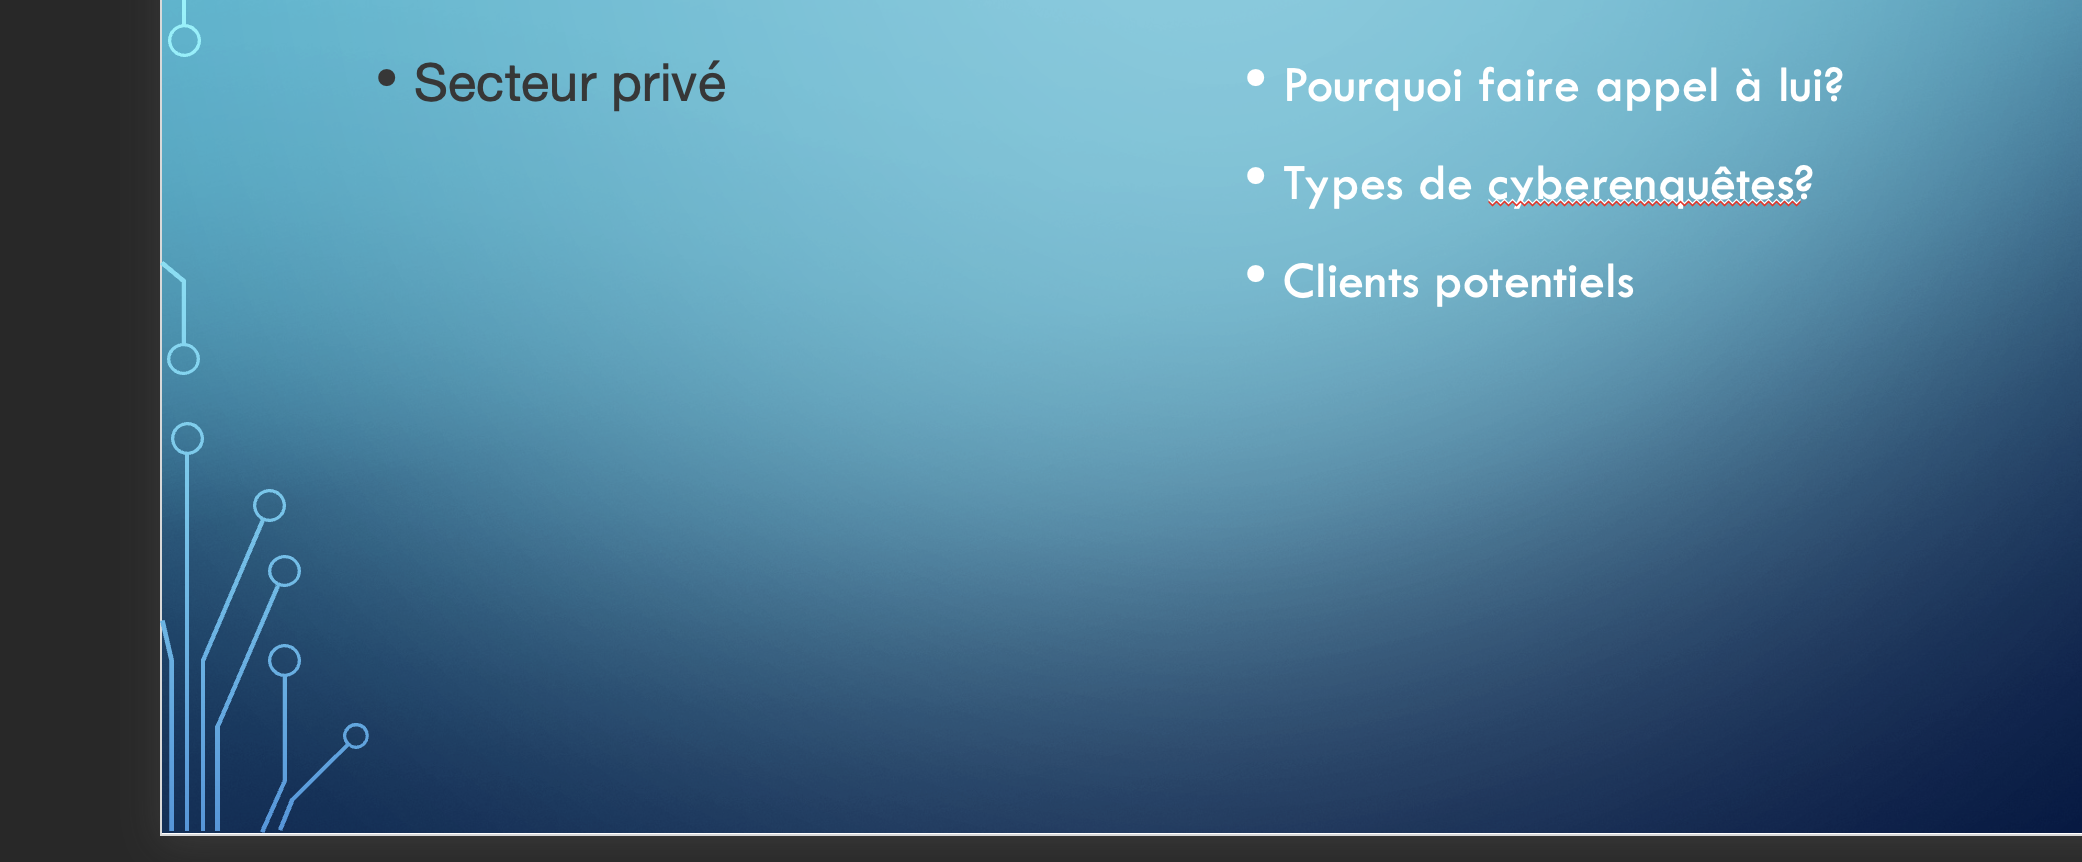 • Secteur privé
• Pourquoi faire appel à lui?
• Types de cyberenquêtes?
• Clients potentiels